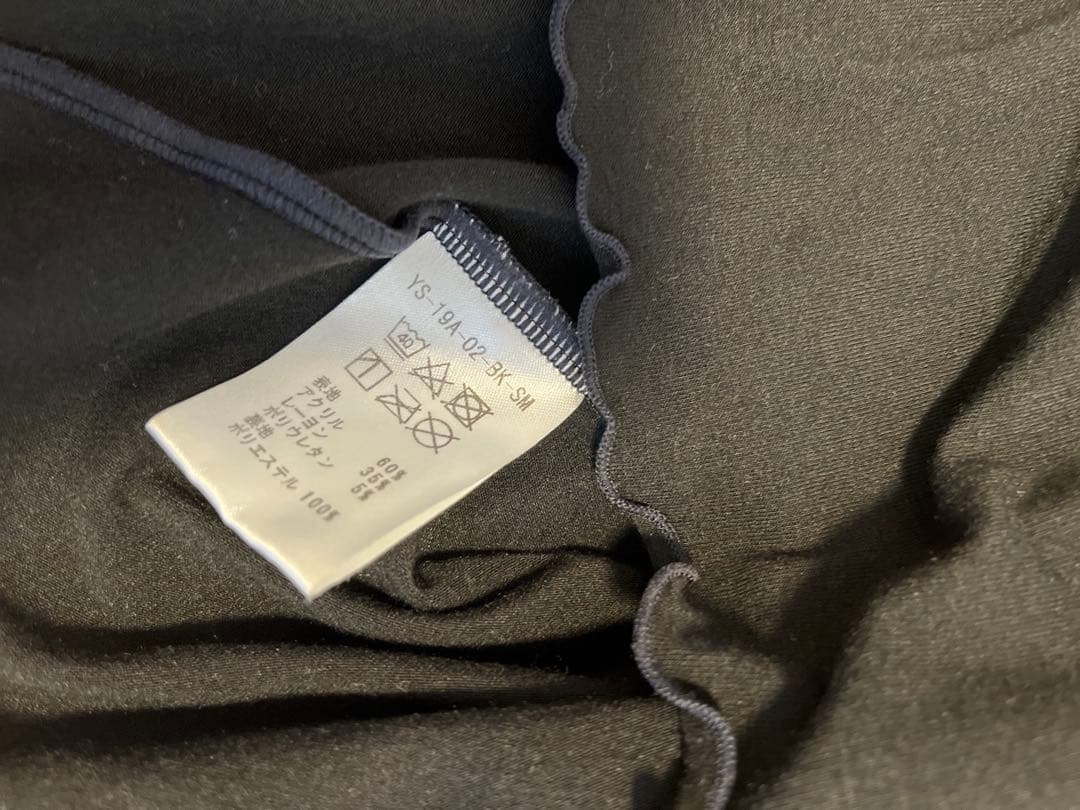 YS-19A-02-BK-SM
40
表地
アクリル 60%
レーヨン 35%
ポリウレタン 5%
裏地
ポリエステル 100%